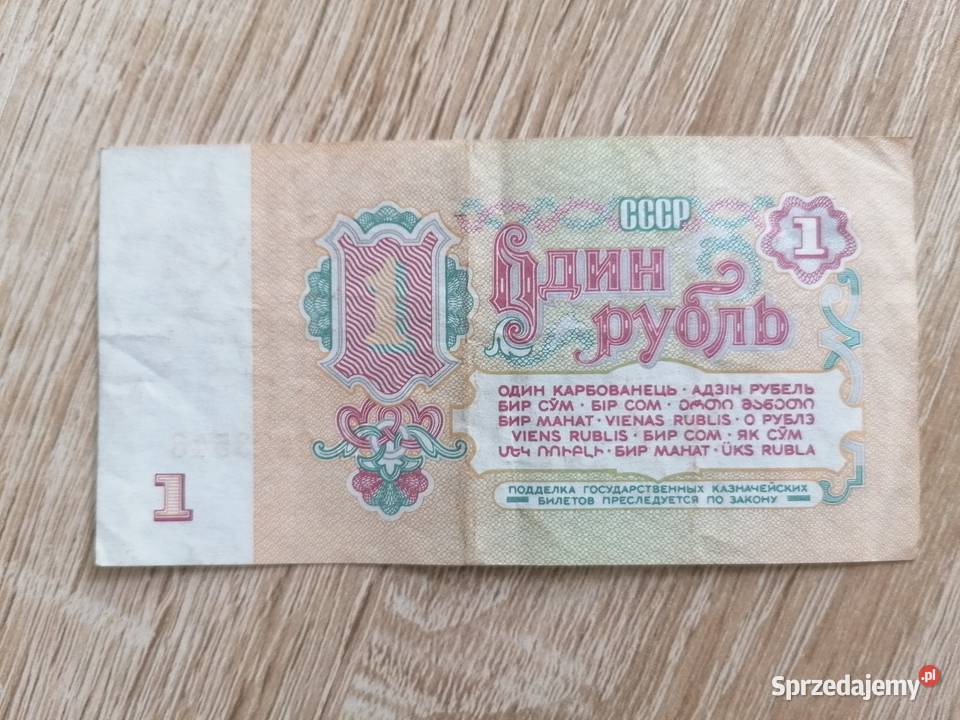 СССР
1
1
Один
рубль
ОДИН КАРБОВАНЕЦЬ · АДЗІН РУБЕЛЬ
БИР СЎМ · БІР СОМ · ᲔᲠᲗᲘ ᲛᲐᲜᲔᲗᲘ
БИР МАНАТ · VIENAS RUBLIS · О РУБЛЭ
VIENS RUBLIS · БИР СОМ · ЯК СЎМ
ՄԵԿ ՌՈՒԲԼԻ · БИР МАНАТ · ÜKS RUBLA
ПОДДЕЛКА ГОСУДАРСТВЕННЫХ КАЗНАЧЕЙСКИХ
БИЛЕТОВ ПРЕСЛЕДУЕТСЯ ПО ЗАКОНУ
1
Sprzedajemy.pl